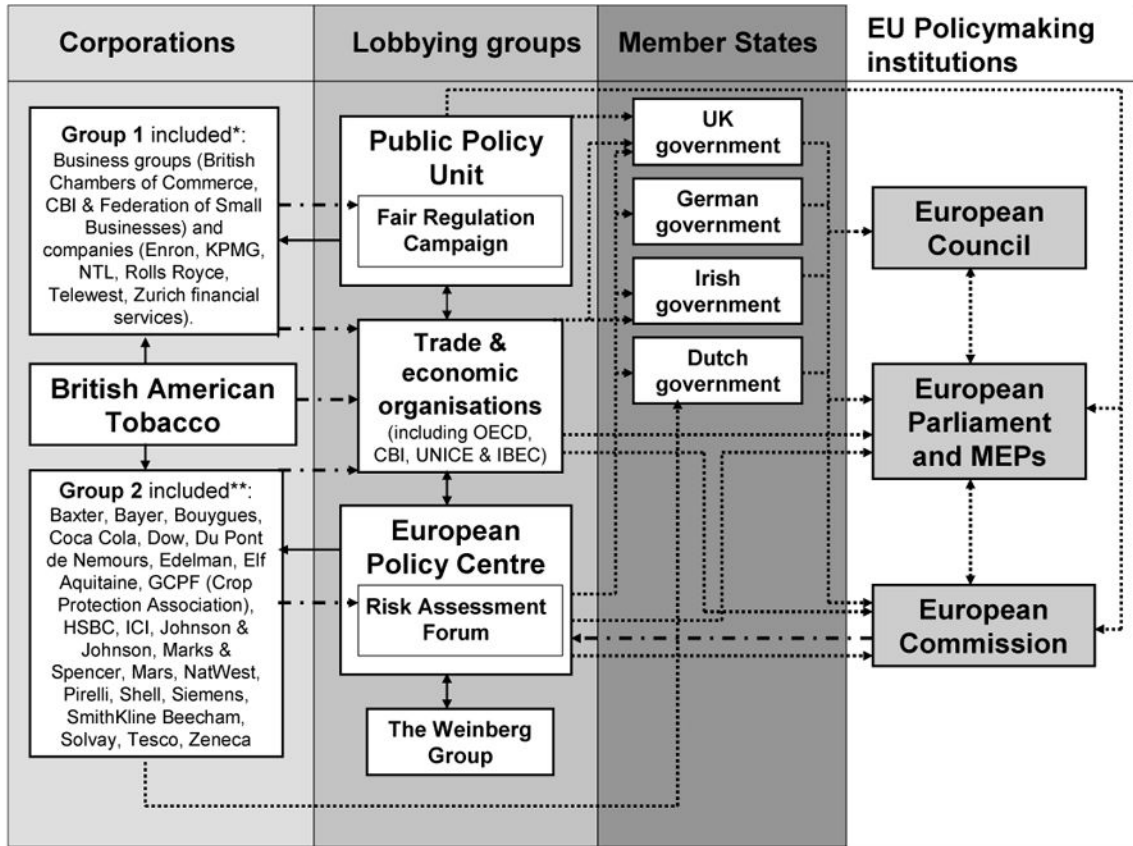 Corporations
Lobbying groups
Member States
EU Policymaking
institutions
Group 1 included*:
Business groups (British
Chambers of Commerce,
CBI & Federation of Small
Businesses) and
companies (Enron, KPMG,
NTL, Rolls Royce,
Telewest, Zurich financial
services).
British American
Tobacco
Group 2 included**:
Baxter, Bayer, Bouygues,
Coca Cola, Dow, Du Pont
de Nemours, Edelman, Elf
Aquitaine, GCPF (Crop
Protection Association),
HSBC, ICI, Johnson &
Johnson, Marks &
Spencer, Mars, NatWest,
Pirelli, Shell, Siemens,
SmithKline Beecham,
Solvay, Tesco, Zeneca
Public Policy
Unit
Fair Regulation
Campaign
Trade &
economic
organisations
(including OECD,
CBI, UNICE & IBEC)
European
Policy Centre
Risk Assessment
Forum
The Weinberg
Group
UK
government
German
government
Irish
government
Dutch
government
European
Council
European
Parliament
and MEPs
European
Commission